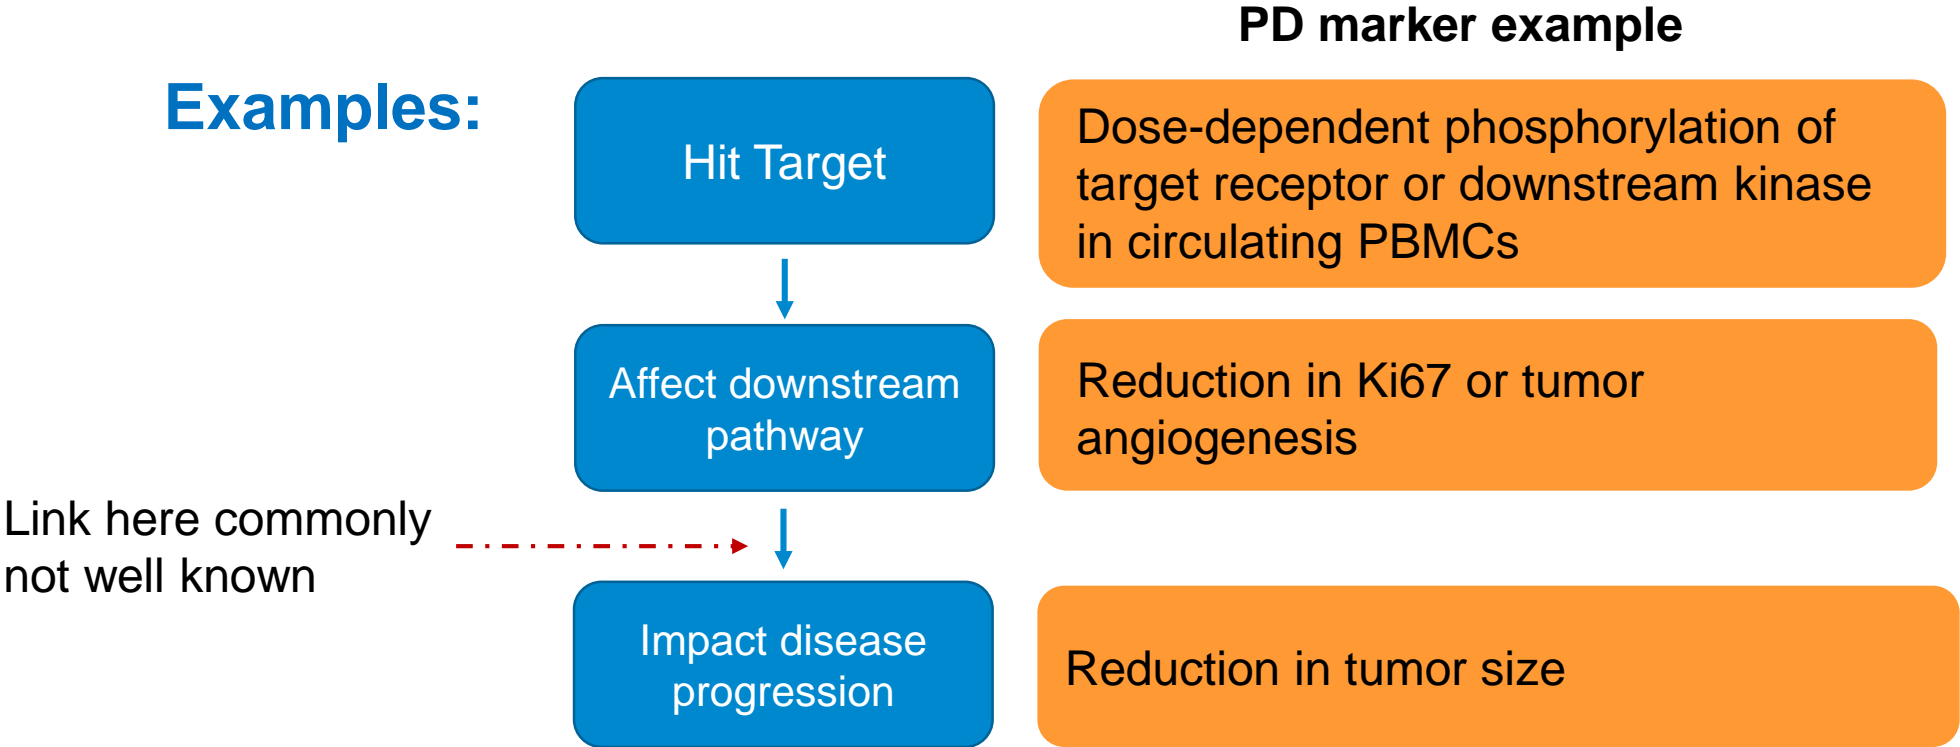 PD marker example
Examples:
Hit Target
Dose-dependent phosphorylation of
target receptor or downstream kinase
in circulating PBMCs
Affect downstream
pathway
Reduction in Ki67 or tumor
angiogenesis
Link here commonly
not well known
Impact disease
progression
Reduction in tumor size